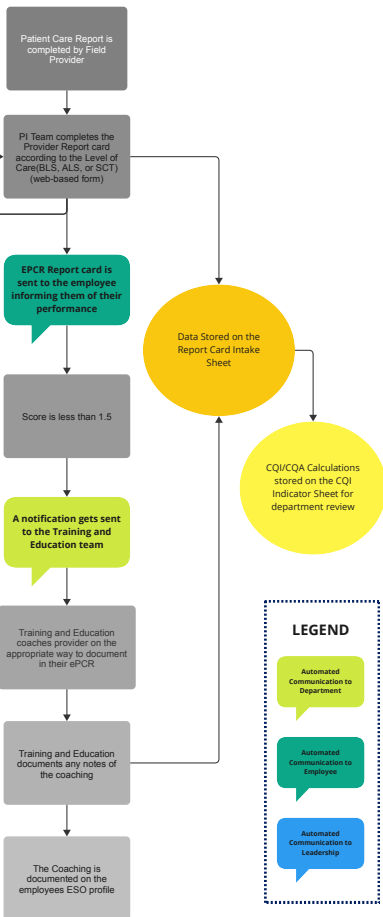 Patient Care Report is
completed by Field
Provider
PI Team completes the
Provider Report card
according to the Level of
Care(BLS, ALS, or SCT)
(web-based form)
EPCR Report card is
sent to the employee
informing them of their
performance
Data Stored on the
Report Card Intake
Sheet
Score is less than 1.5
CQI/CQA Calculations
stored on the CQI
Indicator Sheet for
department review
A notification gets sent
to the Training and
Education team
Training and Education
coaches provider on the
appropriate way to document
in their ePCR
Training and Education
documents any notes of
the coaching
The Coaching is
documented on the
employees ESO profile
LEGEND
Automated
Communication to
Department
Automated
Communication to
Employee
Automated
Communication to
Leadership